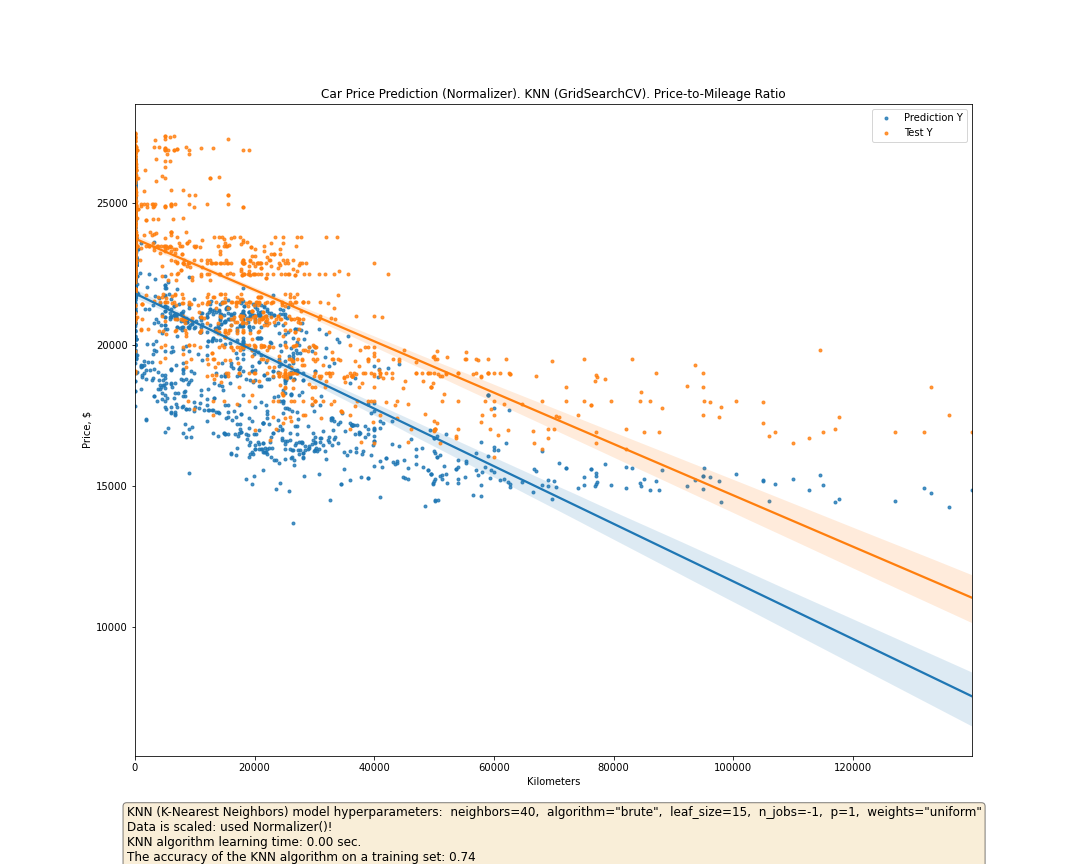 Car Price Prediction (Normalizer). KNN (GridSearchCV). Price-to-Mileage Ratio
Prediction Y
Test Y
25000
20000
15000
10000
Price, $
0 20000 40000 60000 80000 100000 120000
Kilometers
KNN (K-Nearest Neighbors) model hyperparameters: neighbors=40, algorithm="brute", leaf_size=15, n_jobs=-1, p=1, weights="uniform"
Data is scaled: used Normalizer()!
KNN algorithm learning time: 0.00 sec.
The accuracy of the KNN algorithm on a training set: 0.74